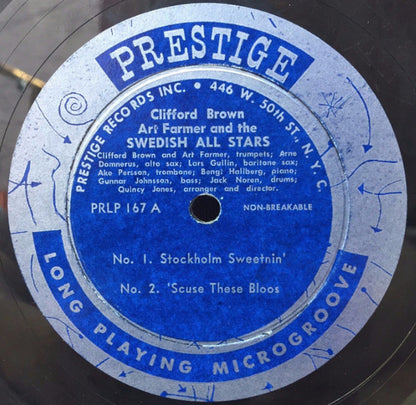 PRESTIGE
PRESTIGE RECORDS INC. • 446 W. 50th ST., N.Y.C.
Clifford Brown
Art Farmer and the
SWEDISH ALL STARS
Clifford Brown and Art Farmer, trumpets; Arne
Domnerus, alto sax; Lars Gullin, baritone sax;
Ake Persson, trombone; Bengt Hallberg, piano;
Gunnar Johnsson, bass; Jack Noren, drums;
Quincy Jones, arranger and director.
PRLP 167 A NON-BREAKABLE
No. 1. Stockholm Sweetnin'
No. 2. 'Scuse These Bloos
LONG PLAYING MICROGROOVE